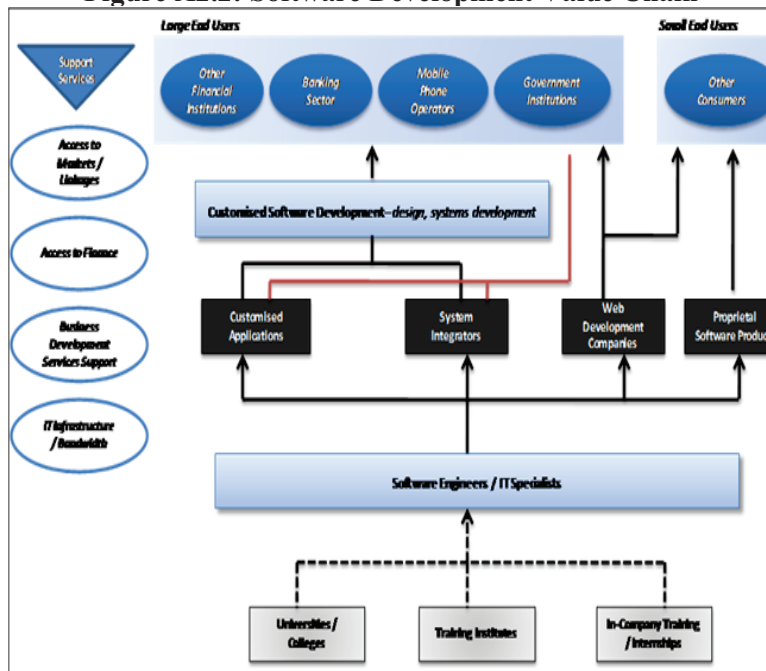 Large End Users
Small End Users
Support
Services
Other
Financial
Institutions
Banking
Sector
Mobile
Phone
Operators
Government
Institutions
Other
Consumers
Access to
Markets /
Linkages
Customised Software Development–design, systems development
Access to Finance
Customised
Applications
System
Integrators
Web
Development
Companies
Proprietal
Software Produc
Business
Development
Services Support
IT Infrastructure
/ Bandwidth
Software Engineers / IT Specialists
Universities /
Colleges
Training Institutes
In-Company Training
/ Internships